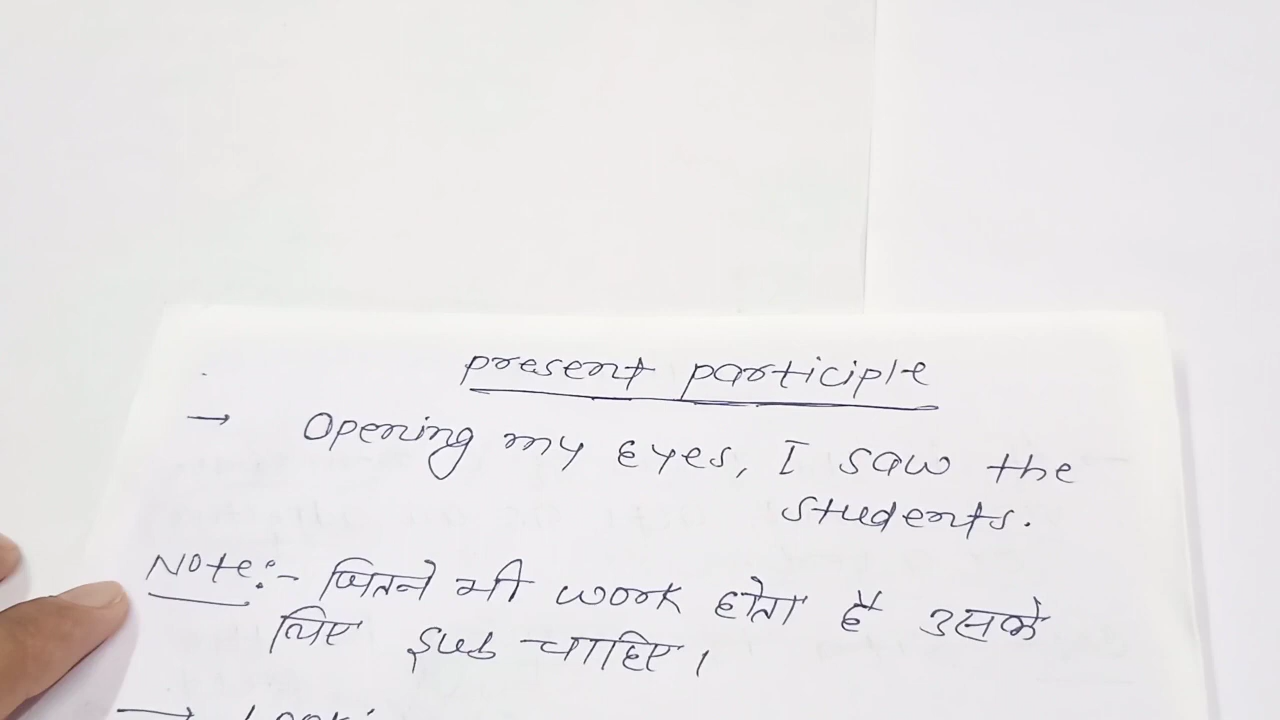 present participle
→ Opening my eyes, I saw the
students.
Note:- जितने भी work होता है उसके
लिए sub चाहिए।
→